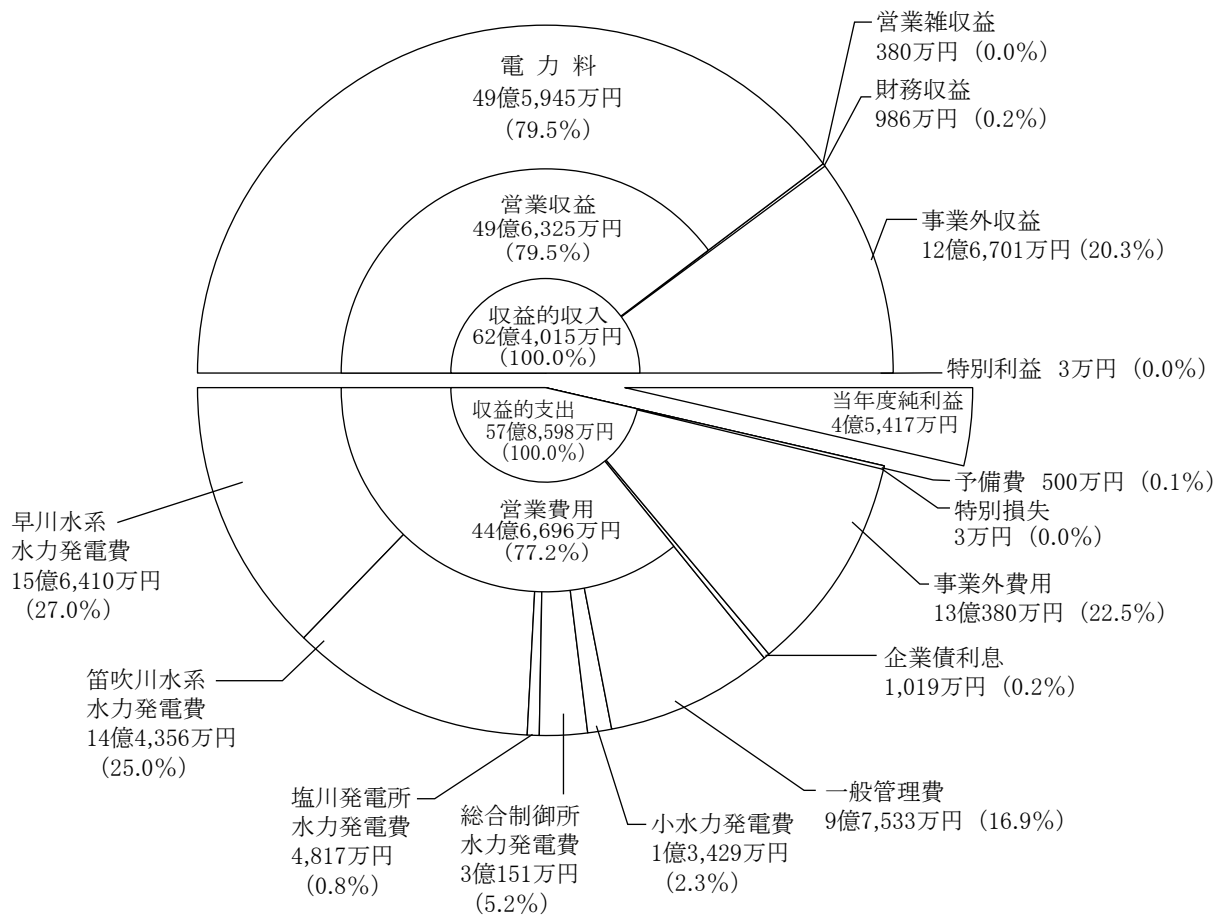 電力料
49億5,945万円
(79.5%)
営業雑収益
380万円 (0.0%)
財務収益
986万円 (0.2%)
営業収益
49億6,325万円
(79.5%)
事業外収益
12億6,701万円 (20.3%)
収益的収入
62億4,015万円
(100.0%)
特別利益 3万円 (0.0%)
収益的支出
57億8,598万円
(100.0%)
当年度純利益
4億5,417万円
予備費 500万円 (0.1%)
特別損失
3万円 (0.0%)
営業費用
44億6,696万円
(77.2%)
早川水系
水力発電費
15億6,410万円
(27.0%)
事業外費用
13億380万円 (22.5%)
企業債利息
1,019万円 (0.2%)
笛吹川水系
水力発電費
14億4,356万円
(25.0%)
塩川発電所
水力発電費
4,817万円
(0.8%)
総合制御所
水力発電費
3億151万円
(5.2%)
小水力発電費
1億3,429万円
(2.3%)
一般管理費
9億7,533万円 (16.9%)